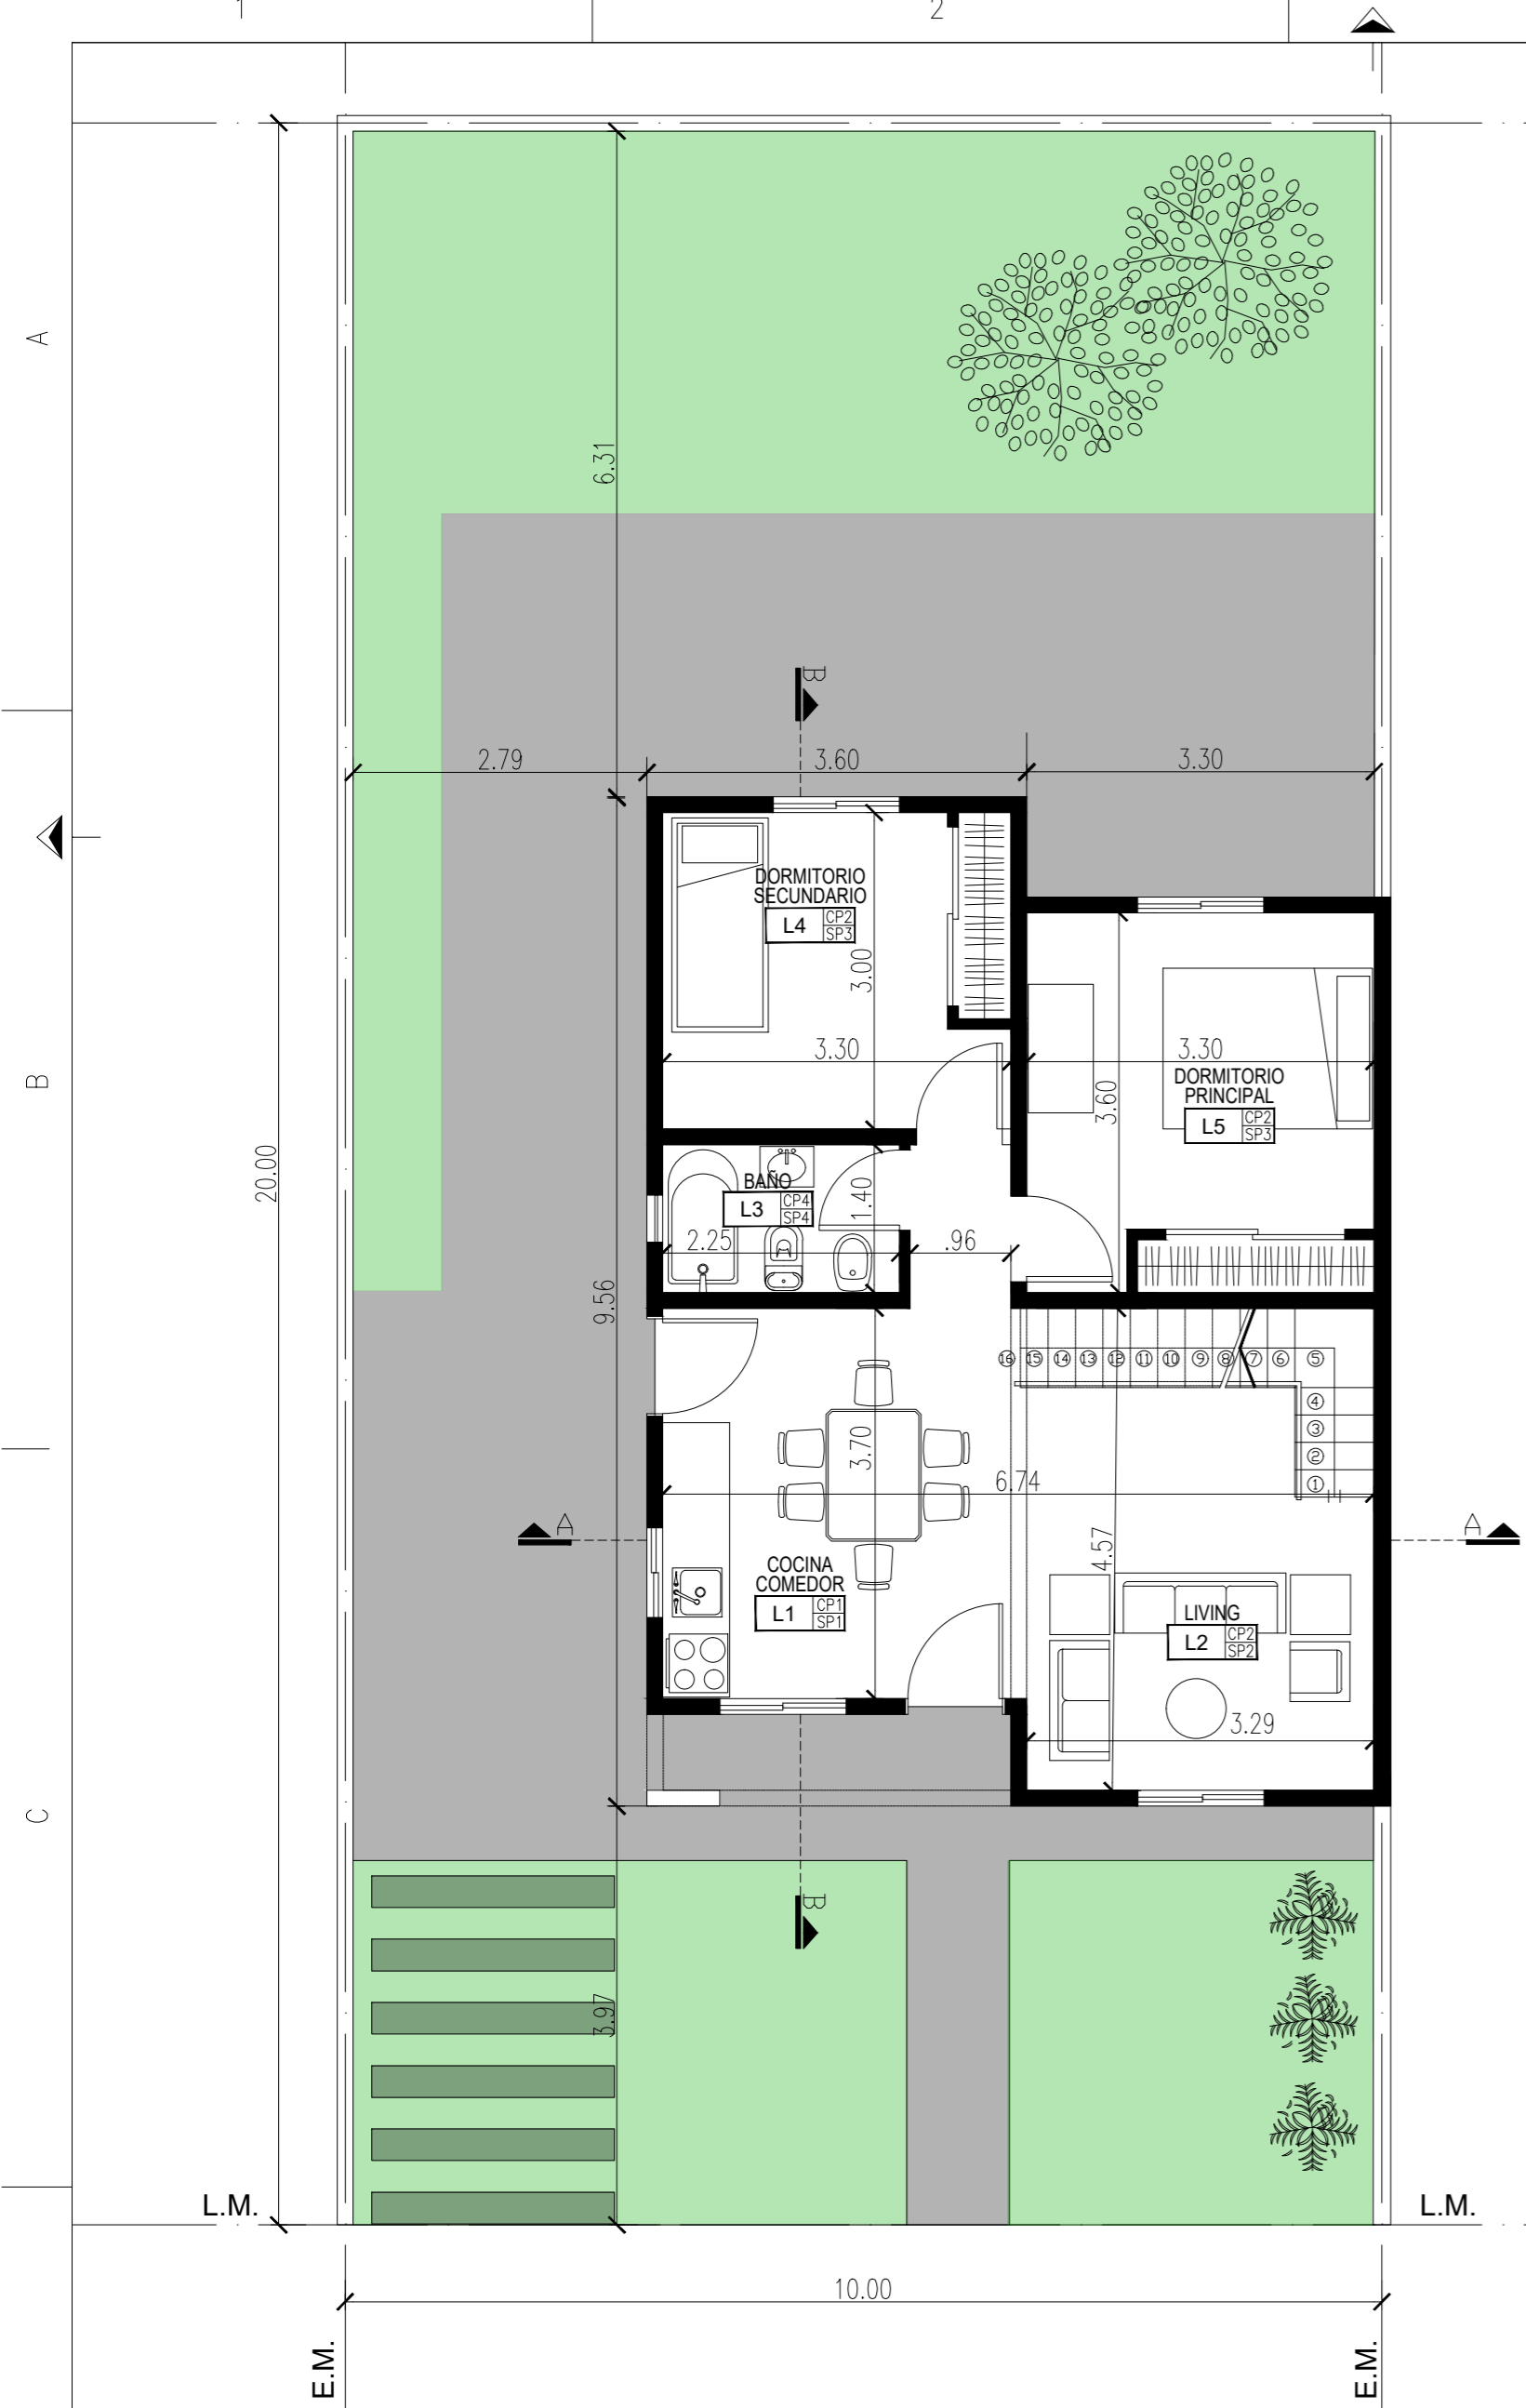 1
2
A
6.31
B
2.79
3.60
3.30
DORMITORIO
SECUNDARIO
L4
CP2
SP3
3.00
3.30
3.30
B
DORMITORIO
PRINCIPAL
L5
CP2
SP3
3.60
20.00
BAÑO
L3
CP4
SP4
1.40
2.25
.96
9.56
16
15
14
13
12
11
10
9
8
7
6
5
4
3
2
1
3.70
6.74
H
A
A
4.57
COCINA
COMEDOR
L1
CP1
SP1
LIVING
L2
CP2
SP2
3.29
C
B
3.97
L.M.
L.M.
10.00
E.M.
E.M.